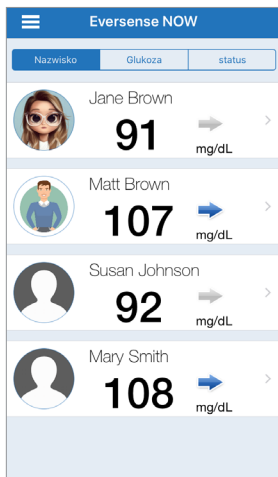 Eversense NOW
Nazwisko Glukoza status
Jane Brown
91
mg/dL
Matt Brown
107
mg/dL
Susan Johnson
92
mg/dL
Mary Smith
108
mg/dL